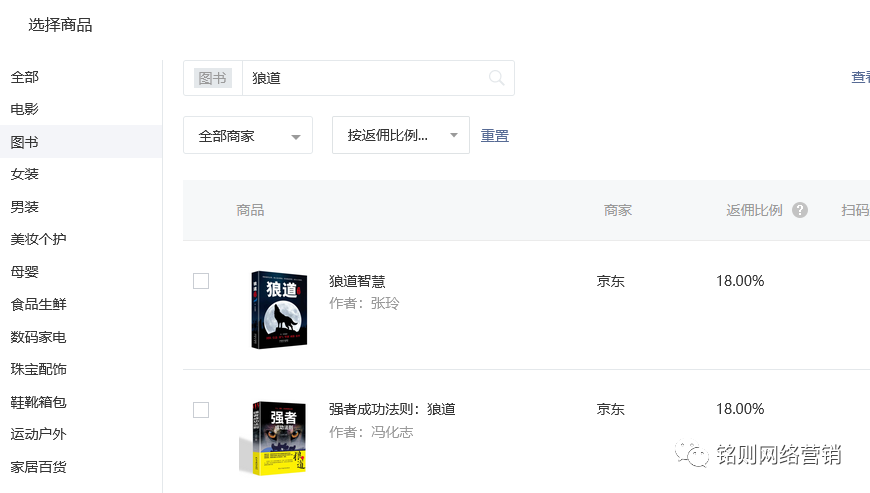 选择商品
全部
电影
图书
女装
男装
美妆个护
母婴
食品生鲜
数码家电
珠宝配饰
鞋靴箱包
运动户外
家居百货
图书 狼道
查看
全部商家 按返佣比例... 重置
商品 商家 返佣比例 ? 扫码
狼道
狼道智慧 京东 18.00%
作者：张玲
强者
成功法则
狼道
强者成功法则：狼道 京东 18.00%
作者：冯化志
铭则网络营销